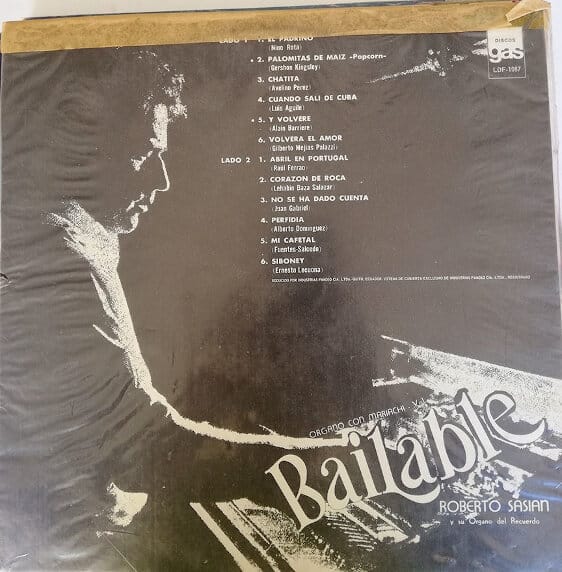 LADO 1 1. EL PADRINO
(Nino Rota)
2. PALOMITAS DE MAIZ -Popcorn-
(Gershon Kingsley)
3. CHATITA
(Avelino Perez)
4. CUANDO SALI DE CUBA
(Luis Aguile)
5. Y VOLVERE
(Alain Barriere)
6. VOLVERA EL AMOR
(Gilberto Mejias Palazzi)
LADO 2 1. ABRIL EN PORTUGAL
(Raul Ferrao)
2. CORAZON DE ROCA
(Lehabin Baza Salazar)
3. NO SE HA DADO CUENTA
(Juan Gabriel)
4. PERFIDIA
(Alberto Dominguez)
5. MI CAFETAL
(Fuentes-Salcedo)
6. SIBONEY
(Ernesto Lecuona)
DISCOS
gas
LDF-1087
ORGANO CON MARIACHI V.1
Bailable
ROBERTO SASIAN
y su Organo del Recuerdo